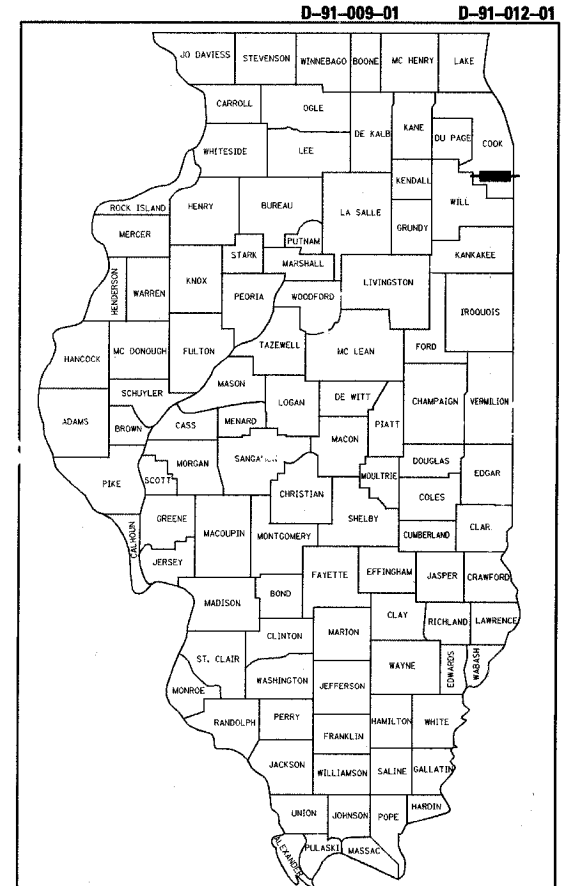 D-91-009-01 D-91-012-01
JO DAVIESS STEVENSON WINNEBAGO BOONE MC HENRY LAKE
CARROLL OGLE
DE KALB KANE DU PAGE COOK
WHITESIDE LEE
KENDALL
WILL
ROCK ISLAND HENRY BUREAU LA SALLE
GRUNDY
MERCER
PUTNAM
STARK MARSHALL KANKAKEE
HENDERSON WARREN KNOX
PEORIA WOODFORD LIVINGSTON
IROQUOIS
HANCOCK MC DONOUGH FULTON TAZEWELL MC LEAN FORD
SCHUYLER MASON
LOGAN DE WITT CHAMPAIGN VERMILION
ADAMS BROWN CASS MENARD
MACON PIATT
MORGAN SANGA
DOUGLAS
PIKE SCOTT CHRISTIAN MOULTRIE EDGAR
COLES
GREENE SHELBY
CALHOUN MACOUPIN MONTGOMERY CUMBERLAND CLAR
JERSEY
FAYETTE EFFINGHAM JASPER CRAWFORD
MADISON BOND
CLAY RICHLAND LAWRENCE
CLINTON MARION
ST. CLAIR WAYNE EDWARDS WABASH
WASHINGTON JEFFERSON
MONROE
RANDOLPH PERRY HAMILTON WHITE
FRANKLIN
JACKSON WILLIAMSON SALINE GALLATIN
UNION JOHNSON POPE HARDIN
ALEXANDER PULASKI MASSAC